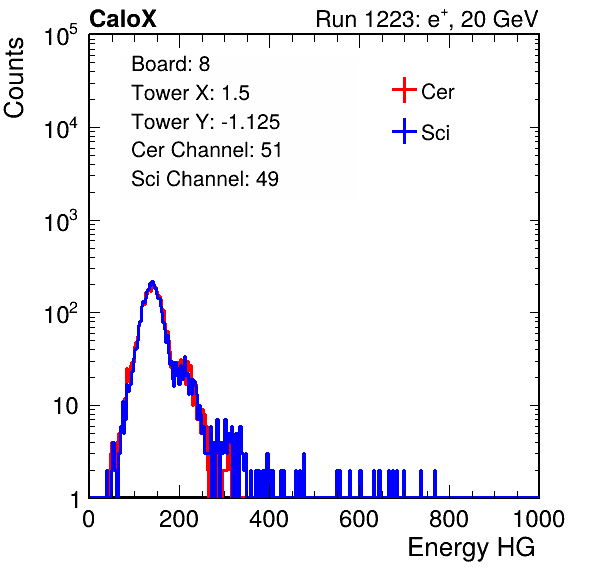 CaloX Run 1223: e⁺, 20 GeV
Counts
Board: 8
Tower X: 1.5
Tower Y: -1.125
Cer Channel: 51
Sci Channel: 49
Cer
Sci
10⁵
10⁴
10³
10²
10
1
0 200 400 600 800 1000
Energy HG